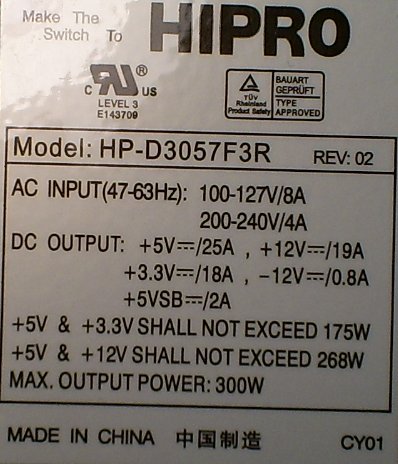 Make The
Switch To HIPRO
C RU ® US
LEVEL 3
E143709
TÜV
Rheinland
Product Safety
BAUART
GEPRÜFT
TYPE
APPROVED
Model: HP-D3057F3R REV: 02
AC INPUT(47-63Hz): 100-127V/8A
200-240V/4A
DC OUTPUT: +5V⎓/25A , +12V⎓/19A
+3.3V⎓/18A , -12V⎓/0.8A
+5VSB⎓/2A
+5V & +3.3V SHALL NOT EXCEED 175W
+5V & +12V SHALL NOT EXCEED 268W
MAX. OUTPUT POWER: 300W
MADE IN CHINA 中国制造 CY01